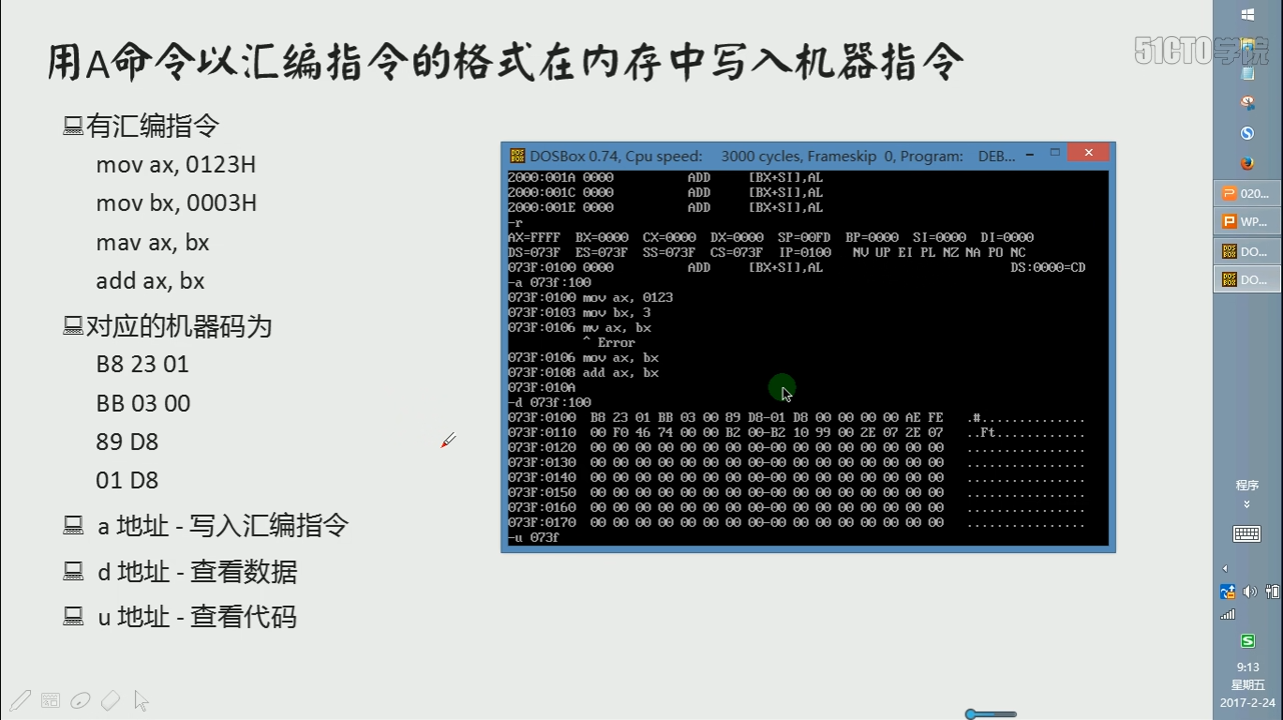 用A命令以汇编指令的格式在内存中写入机器指令
51CTO学院
有汇编指令
mov ax, 0123H
mov bx, 0003H
mav ax, bx
add ax, bx
对应的机器码为
B8 23 01
BB 03 00
89 D8
01 D8
a 地址 - 写入汇编指令
d 地址 - 查看数据
u 地址 - 查看代码
DOSBox 0.74, Cpu speed: 3000 cycles, Frameskip 0, Program: DEB...
2000:001A 0000 ADD [BX+SI],AL
2000:001C 0000 ADD [BX+SI],AL
2000:001E 0000 ADD [BX+SI],AL
-r
AX=FFFF BX=0000 CX=0000 DX=0000 SP=00FD BP=0000 SI=0000 DI=0000
DS=073F ES=073F SS=073F CS=073F IP=0100 NV UP EI PL NZ NA PO NC
073F:0100 0000 ADD [BX+SI],AL DS:0000=CD
-a 073f:100
073F:0100 mov ax, 0123
073F:0103 mov bx, 3
073F:0106 mv ax, bx
^ Error
073F:0106 mov ax, bx
073F:0108 add ax, bx
073F:010A
-d 073f:100
073F:0100 B8 23 01 BB 03 00 89 D8-01 D8 00 00 00 00 AE FE .#..............
073F:0110 00 F0 46 74 00 00 B2 00-B2 10 99 00 2E 07 2E 07 ..Ft............
073F:0120 00 00 00 00 00 00 00 00-00 00 00 00 00 00 00 00 ................
073F:0130 00 00 00 00 00 00 00 00-00 00 00 00 00 00 00 00 ................
073F:0140 00 00 00 00 00 00 00 00-00 00 00 00 00 00 00 00 ................
073F:0150 00 00 00 00 00 00 00 00-00 00 00 00 00 00 00 00 ................
073F:0160 00 00 00 00 00 00 00 00-00 00 00 00 00 00 00 00 ................
073F:0170 00 00 00 00 00 00 00 00-00 00 00 00 00 00 00 00 ................
-u 073f
020...
WP...
DO...
DO...
程序
9:13
星期五
2017-2-24